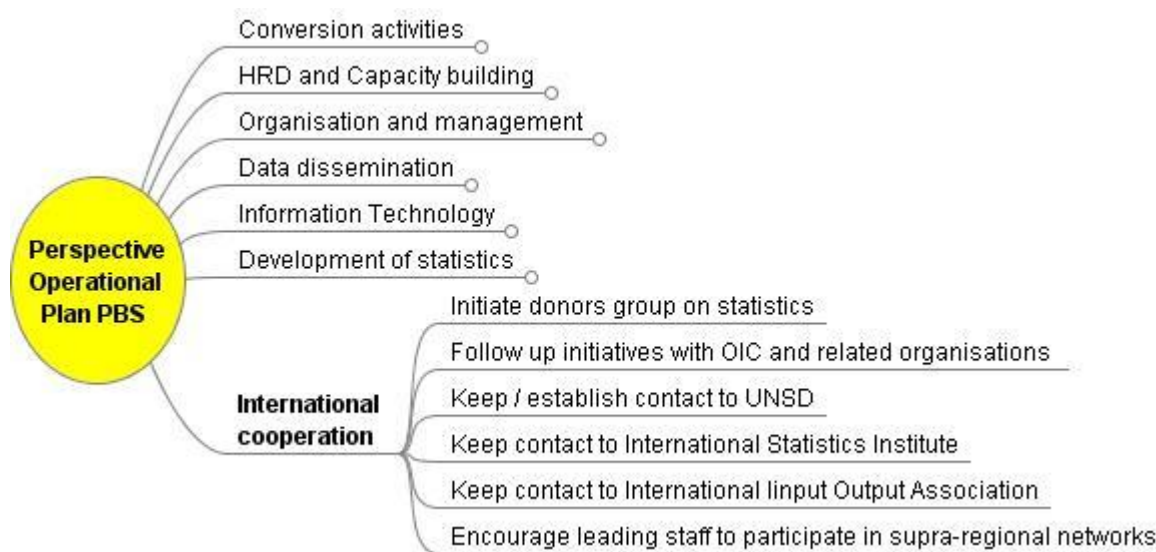 Conversion activities
HRD and Capacity building
Organisation and management
Data dissemination
Information Technology
Development of statistics
Perspective
Operational
Plan PBS
International
cooperation
Initiate donors group on statistics
Follow up initiatives with OIC and related organisations
Keep / establish contact to UNSD
Keep contact to International Statistics Institute
Keep contact to International Iinput Output Association
Encourage leading staff to participate in supra-regional networks